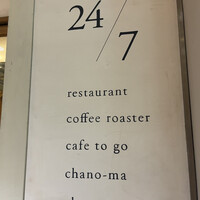 24/7
restaurant
coffee roaster
cafe to go
chano-ma